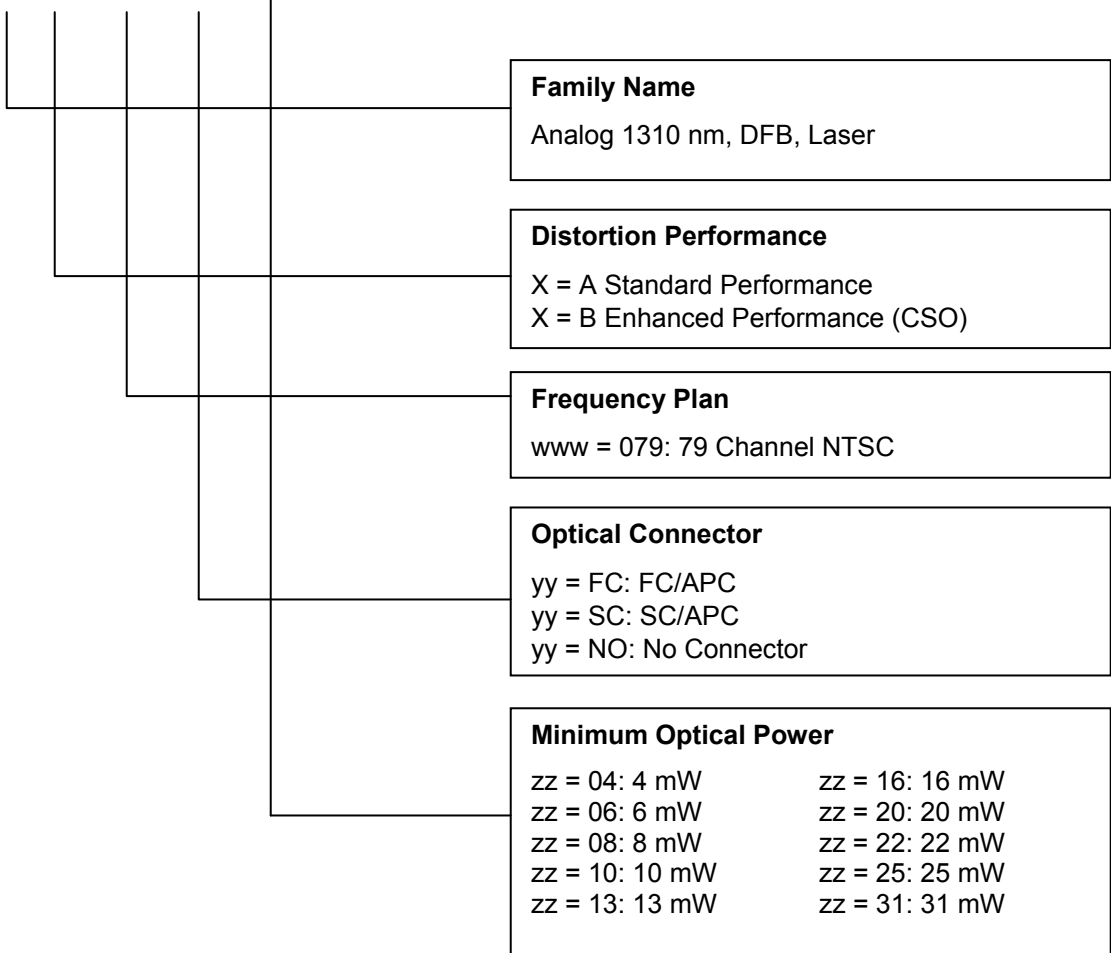 Family Name
Analog 1310 nm, DFB, Laser
Distortion Performance
X = A Standard Performance
X = B Enhanced Performance (CSO)
Frequency Plan
www = 079: 79 Channel NTSC
Optical Connector
yy = FC: FC/APC
yy = SC: SC/APC
yy = NO: No Connector
Minimum Optical Power
zz = 04: 4 mW zz = 16: 16 mW
zz = 06: 6 mW zz = 20: 20 mW
zz = 08: 8 mW zz = 22: 22 mW
zz = 10: 10 mW zz = 25: 25 mW
zz = 13: 13 mW zz = 31: 31 mW